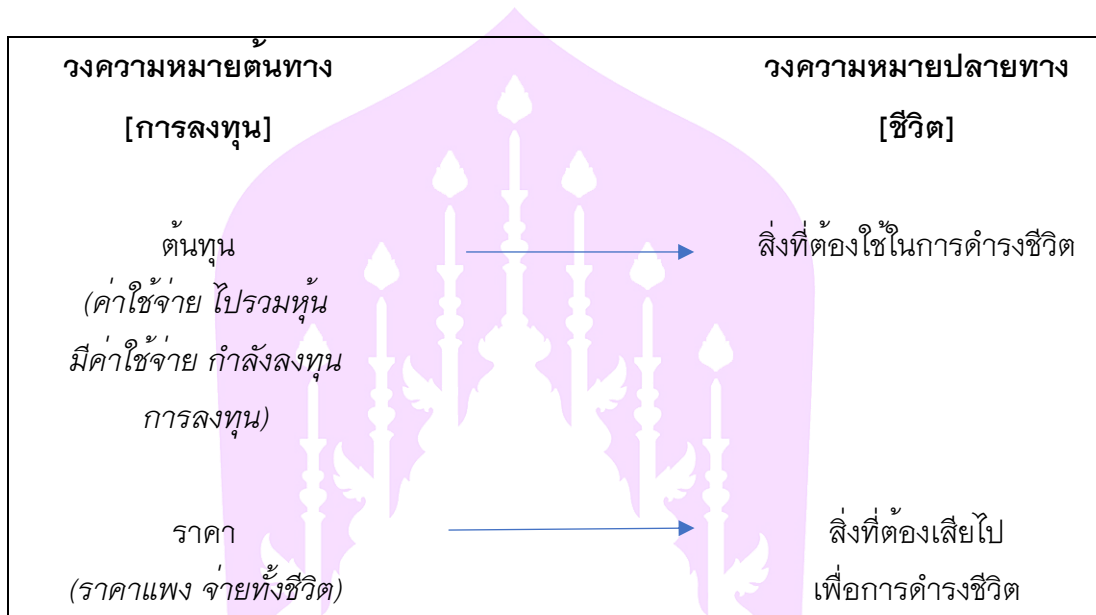 วงความหมายต้นทาง วงความหมายปลายทาง
[การลงทุน] [ชีวิต]
ต้นทุน สิ่งที่ต้องใช้ในการดำรงชีวิต
(ค่าใช้จ่าย ไปรวมหุ้น
มีค่าใช้จ่าย กำลังลงทุน
การลงทุน)
ราคา สิ่งที่ต้องเสียไป
(ราคาแพง จ่ายทั้งชีวิต) เพื่อการดำรงชีวิต